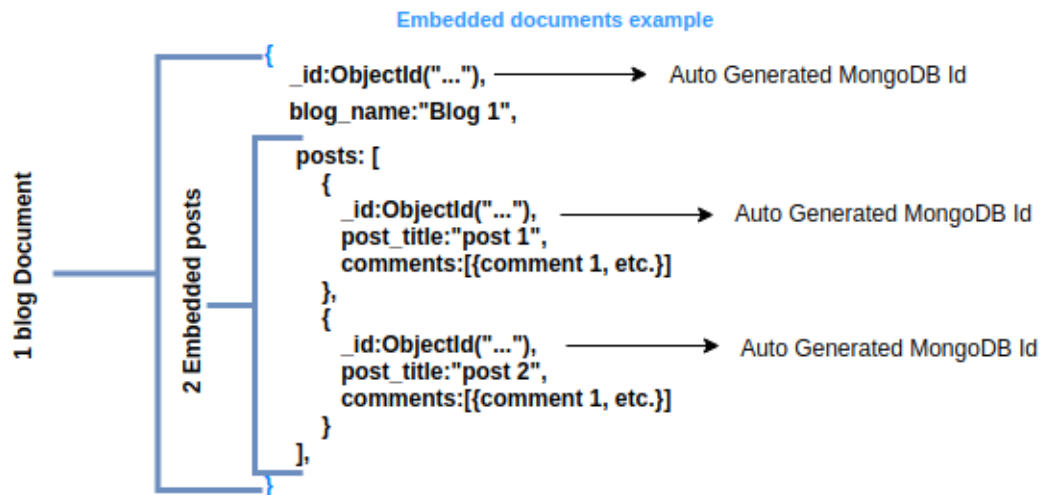 Embedded documents example
{
_id:ObjectId("..."),
Auto Generated MongoDB Id
blog_name:"Blog 1",
posts: [
{
_id:ObjectId("..."),
Auto Generated MongoDB Id
post_title:"post 1",
comments:[{comment 1, etc.}]
},
{
_id:ObjectId("..."),
Auto Generated MongoDB Id
post_title:"post 2",
comments:[{comment 1, etc.}]
}
],
}
1 blog Document
2 Embedded posts